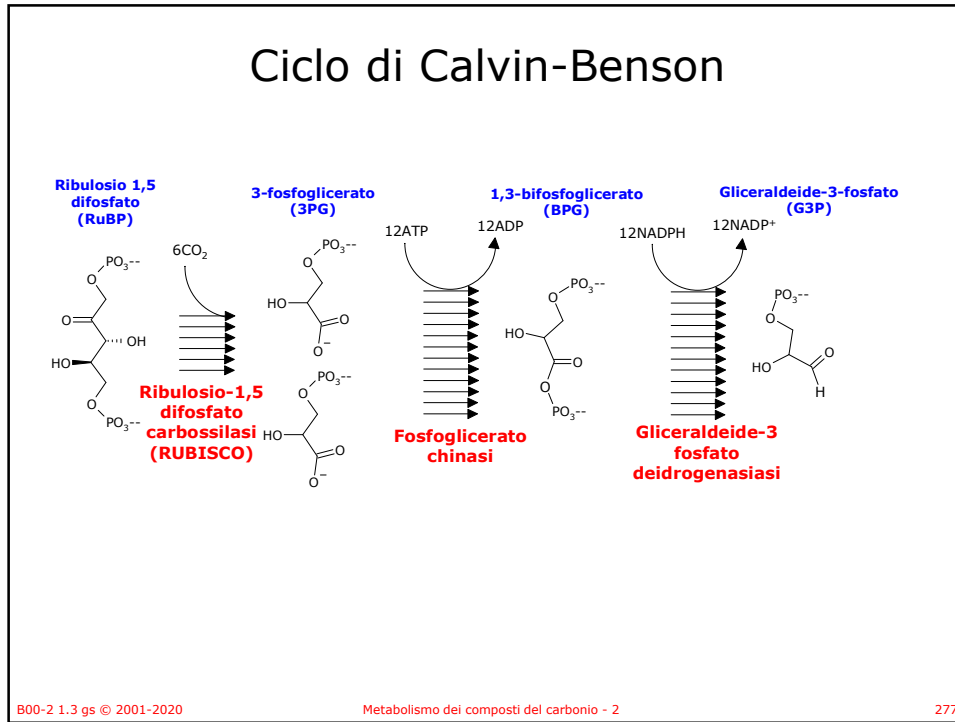 Ciclo di Calvin-Benson
Ribulosio 1,5
difosfato
(RuBP)
3-fosfoglicerato
(3PG)
1,3-bifosfoglicerato
(BPG)
Gliceraldeide-3-fosfato
(G3P)
6CO₂
12ATP
12ADP
12NADPH
12NADP⁺
PO₃--
O
O
OH
HO
O
PO₃--
PO₃--
O
HO
O
O⁻
PO₃--
O
HO
O
O⁻
PO₃--
O
HO
O
O
PO₃--
PO₃--
O
HO
O
H
Ribulosio-1,5
difosfato
carbossilasi
(RUBISCO)
Fosfoglicerato
chinasi
Gliceraldeide-3
fosfato
deidrogenasiasi
B00-2 1.3 gs © 2001-2020
Metabolismo dei composti del carbonio - 2
277